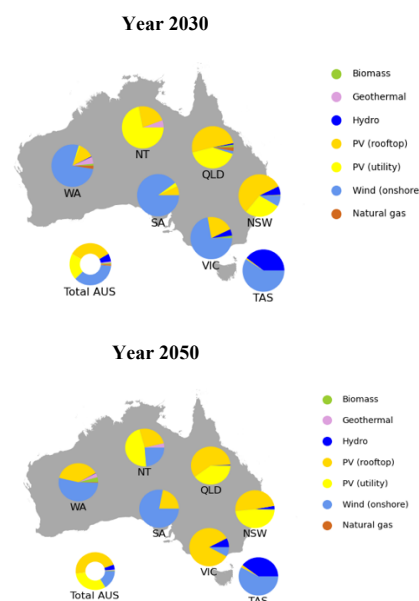 Year 2030
Biomass
Geothermal
Hydro
PV (rooftop)
PV (utility)
Wind (onshore)
Natural gas
NT
QLD
WA
SA
NSW
VIC
Total AUS
TAS
Year 2050
Biomass
Geothermal
Hydro
PV (rooftop)
PV (utility)
Wind (onshore)
Natural gas
NT
QLD
WA
SA
NSW
VIC
Total AUS
TAS